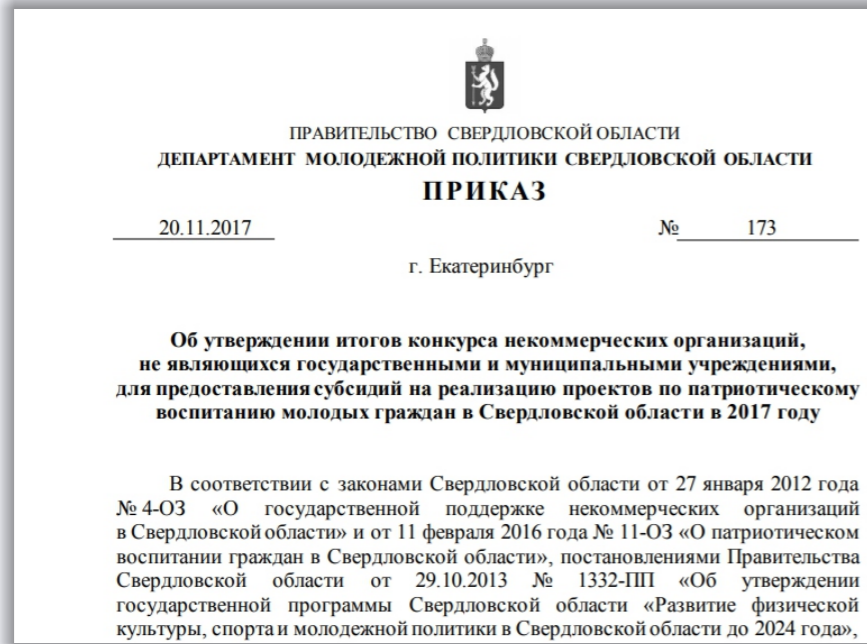 ПРАВИТЕЛЬСТВО СВЕРДЛОВСКОЙ ОБЛАСТИ
ДЕПАРТАМЕНТ МОЛОДЕЖНОЙ ПОЛИТИКИ СВЕРДЛОВСКОЙ ОБЛАСТИ
ПРИКАЗ
20.11.2017 № 173
г. Екатеринбург
Об утверждении итогов конкурса некоммерческих организаций,
не являющихся государственными и муниципальными учреждениями,
для предоставления субсидий на реализацию проектов по патриотическому
воспитанию молодых граждан в Свердловской области в 2017 году
В соответствии с законами Свердловской области от 27 января 2012 года
№ 4-ОЗ «О государственной поддержке некоммерческих организаций
в Свердловской области» и от 11 февраля 2016 года № 11-ОЗ «О патриотическом
воспитании граждан в Свердловской области», постановлениями Правительства
Свердловской области от 29.10.2013 № 1332-ПП «Об утверждении
государственной программы Свердловской области «Развитие физической
культуры, спорта и молодежной политики в Свердловской области до 2024 года»,